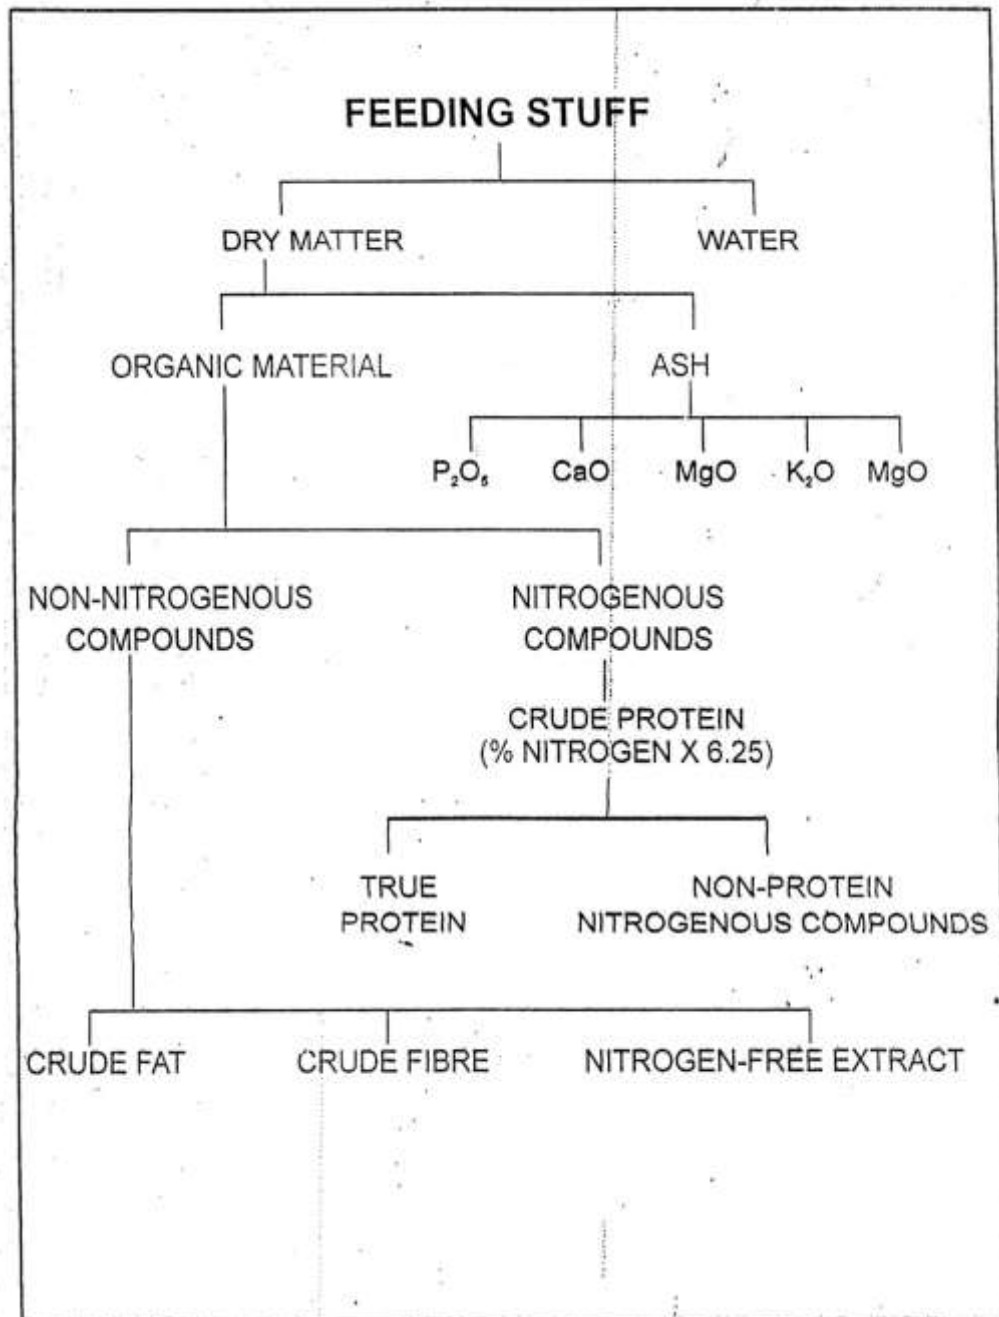 FEEDING STUFF
DRY MATTER WATER
ORGANIC MATERIAL ASH
P₂O₅ CaO MgO K₂O MgO
NON-NITROGENOUS NITROGENOUS
COMPOUNDS COMPOUNDS
CRUDE PROTEIN
(% NITROGEN X 6.25)
TRUE NON-PROTEIN
PROTEIN NITROGENOUS COMPOUNDS
CRUDE FAT CRUDE FIBRE NITROGEN-FREE EXTRACT